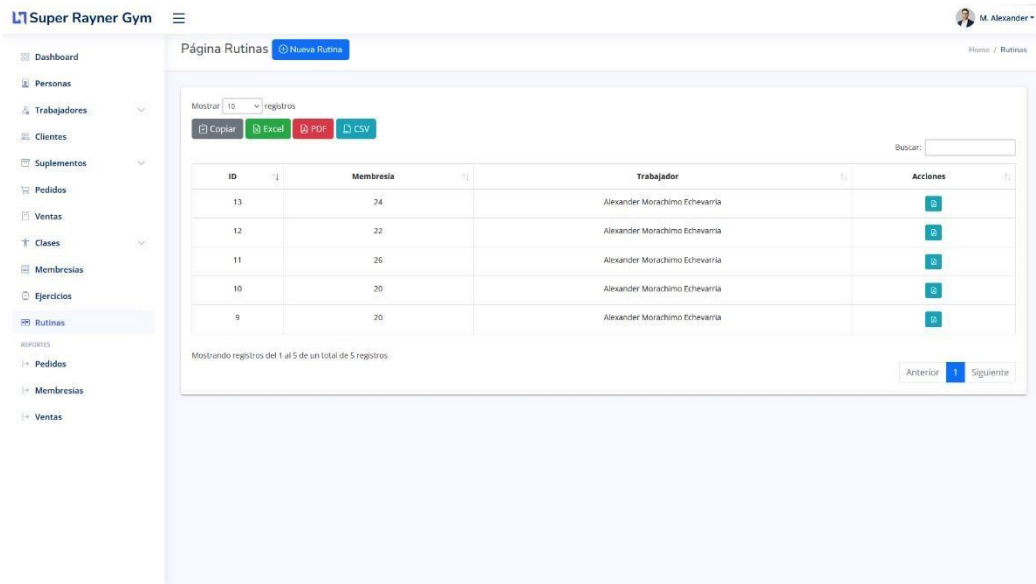 Super Rayner Gym
M. Alexander
Dashboard
Personas
Trabajadores
Clientes
Suplementos
Pedidos
Ventas
Clases
Membresias
Ejercicios
Rutinas
REPORTES
Pedidos
Membresias
Ventas
Página Rutinas Nueva Rutina
Home / Rutinas
Mostrar 10 registros
Copiar Excel PDF CSV
Buscar:
ID Membresía Trabajador Acciones
13 24 Alexander Morachimo Echevarria
12 22 Alexander Morachimo Echevarria
11 26 Alexander Morachimo Echevarria
10 20 Alexander Morachimo Echevarria
9 20 Alexander Morachimo Echevarria
Mostrando registros del 1 al 5 de un total de 5 registros
Anterior 1 Siguiente